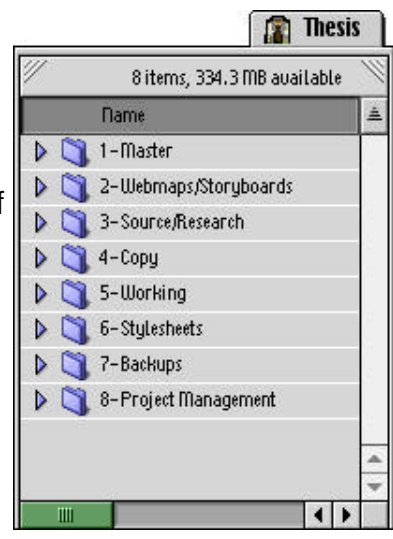 Thesis
8 items, 334.3 MB available
Name
1-Master
2-Webmaps/Storyboards
f
3-Source/Research
4-Copy
5-Working
6-Stylesheets
7-Backups
8-Project Management